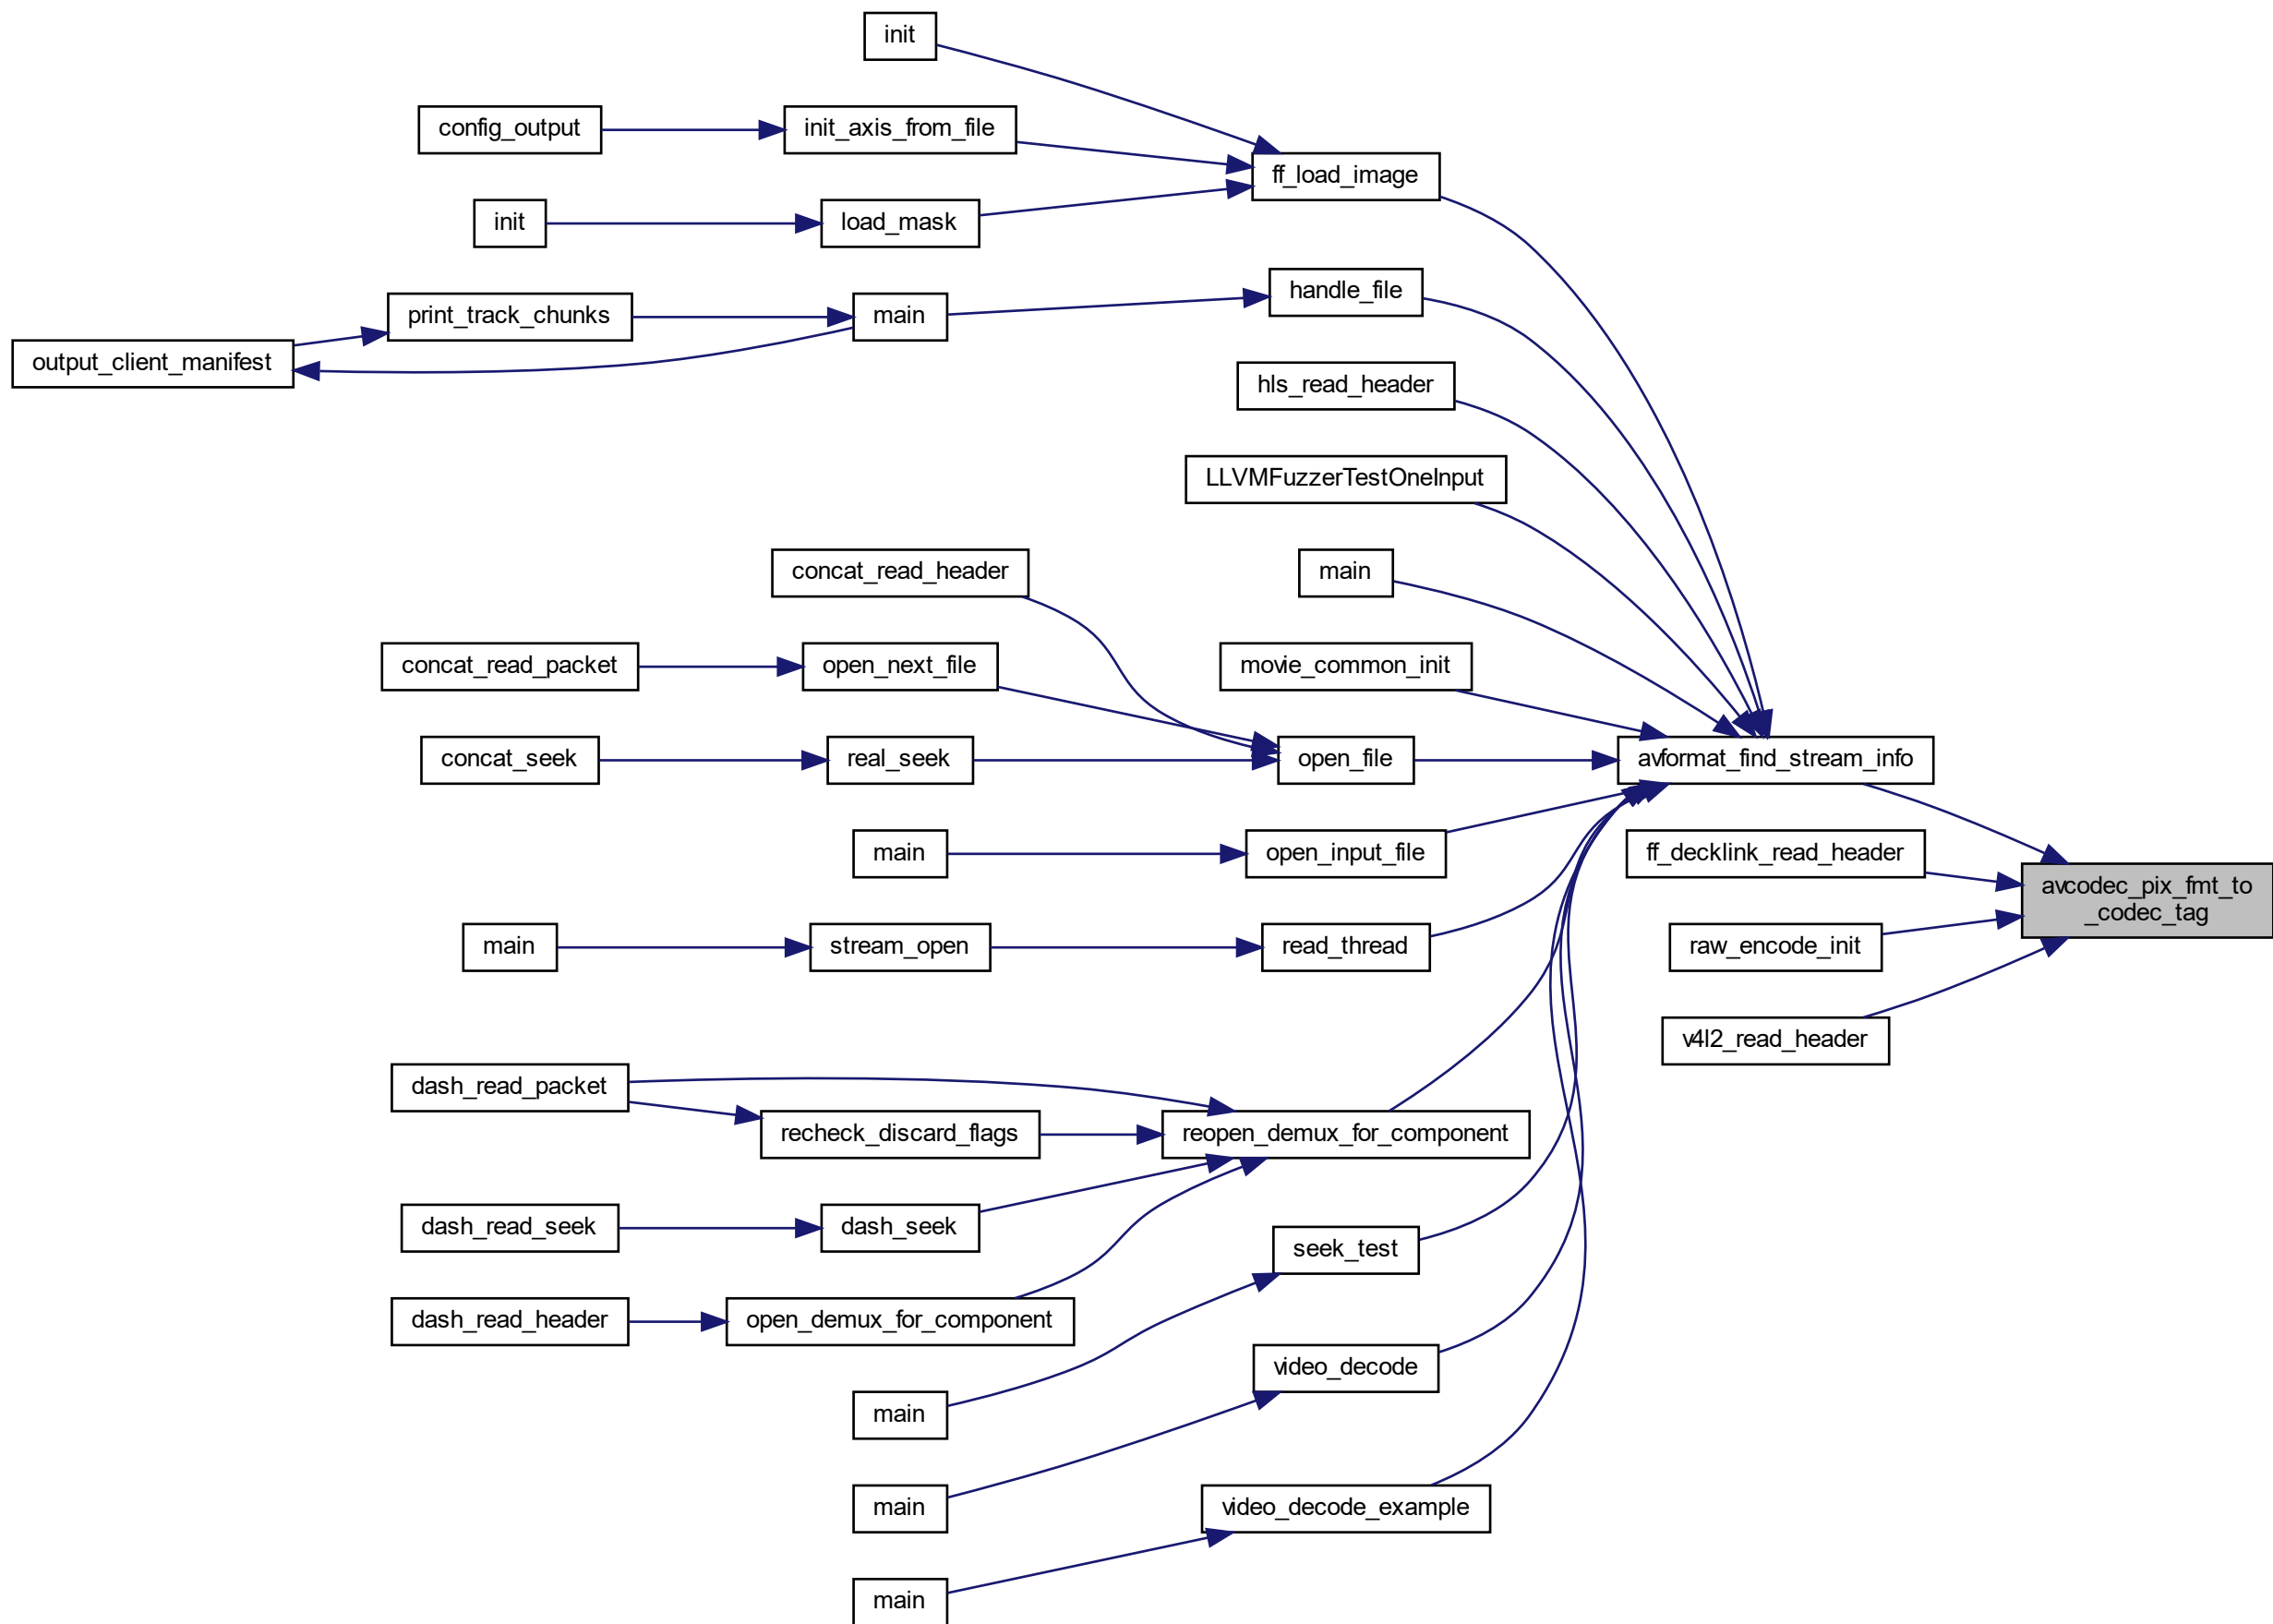 init
config_output
init_axis_from_file
ff_load_image
init
load_mask
handle_file
print_track_chunks
main
output_client_manifest
hls_read_header
LLVMFuzzerTestOneInput
concat_read_header
main
concat_read_packet
open_next_file
movie_common_init
concat_seek
real_seek
open_file
avformat_find_stream_info
main
open_input_file
ff_decklink_read_header
avcodec_pix_fmt_to
_codec_tag
main
stream_open
read_thread
raw_encode_init
v4l2_read_header
dash_read_packet
recheck_discard_flags
reopen_demux_for_component
dash_read_seek
dash_seek
seek_test
dash_read_header
open_demux_for_component
video_decode
main
main
video_decode_example
main